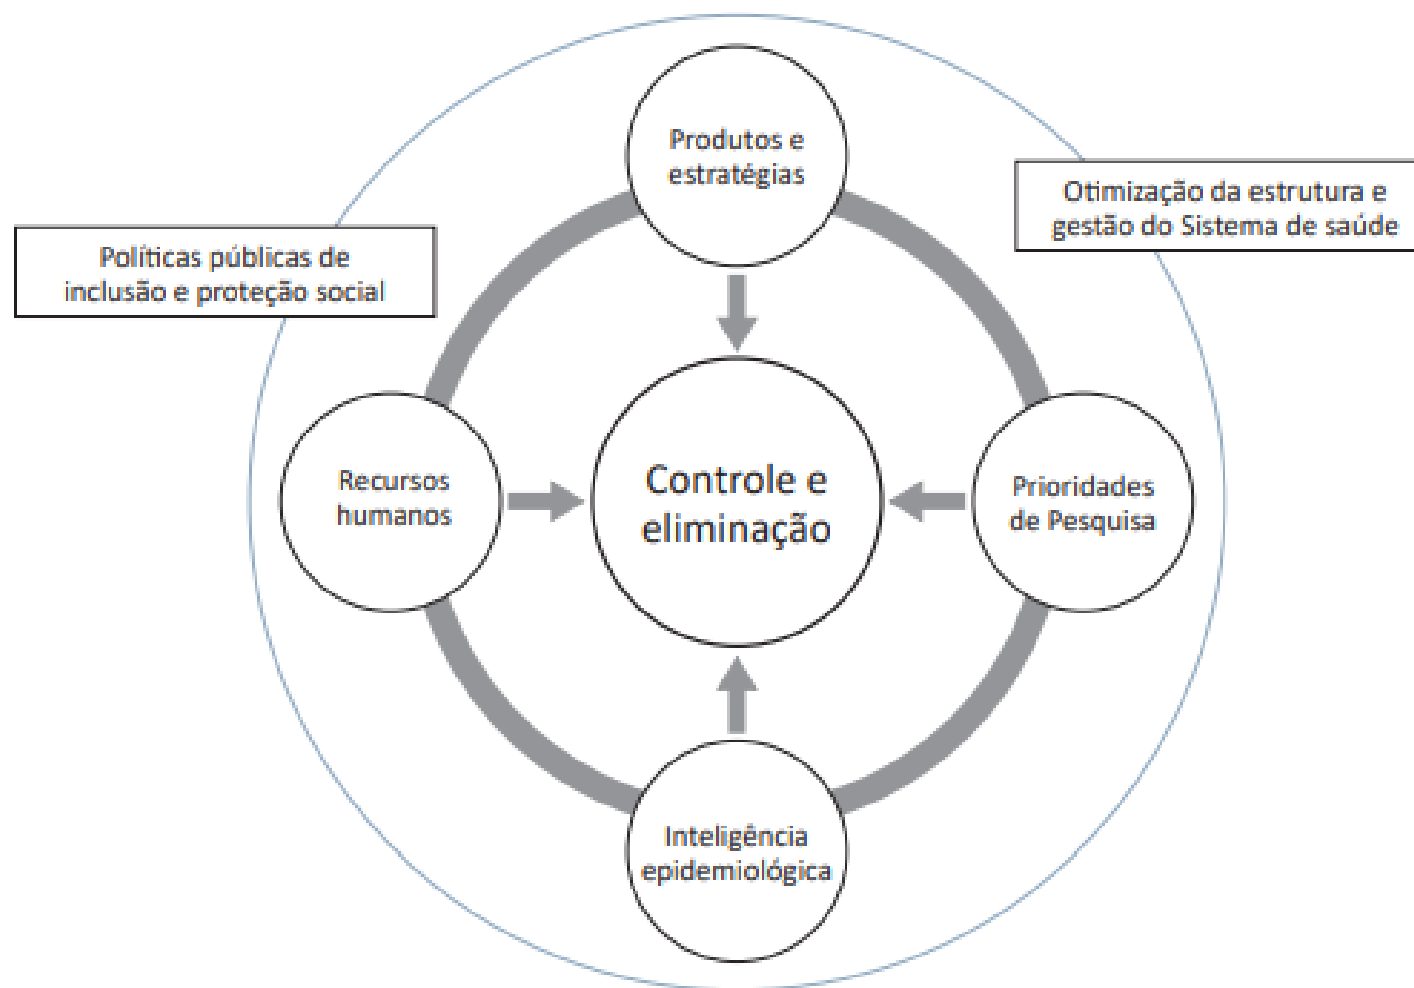 Produtos e
estratégias
Otimização da estrutura e
gestão do Sistema de saúde
Políticas públicas de
inclusão e proteção social
Recursos
humanos
Controle e
eliminação
Prioridades
de Pesquisa
Inteligência
epidemiológica